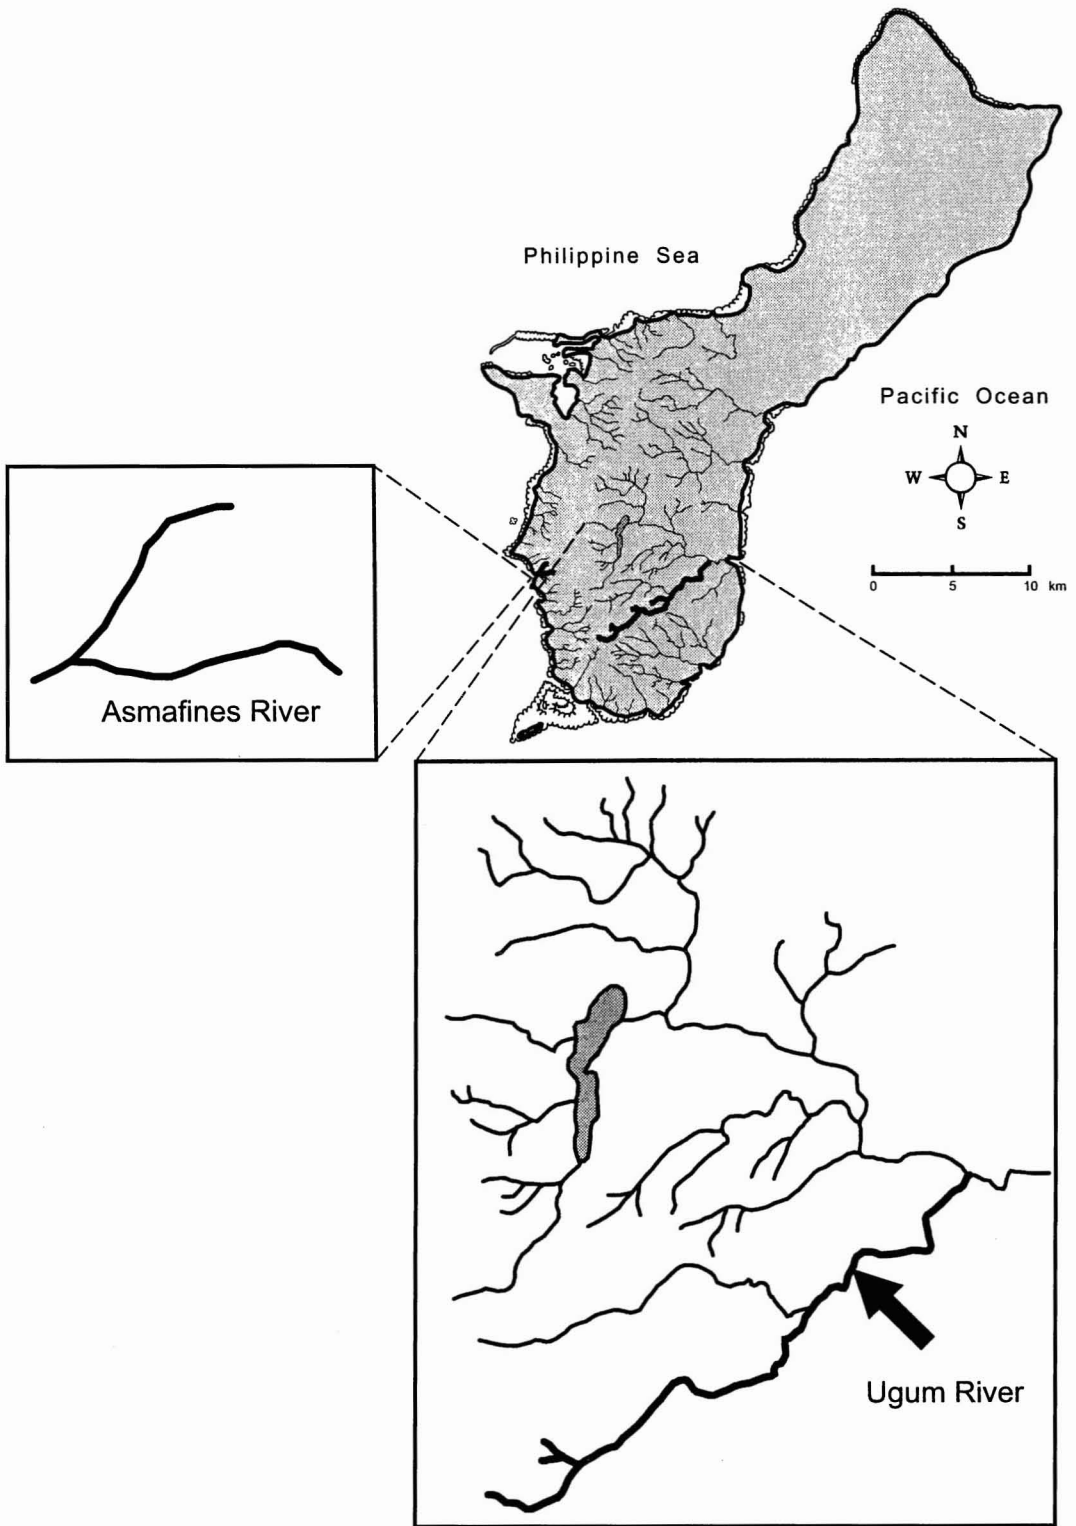 Philippine Sea
Pacific Ocean
N
W E
S
0 5 10 km
Asmafines River
Ugum River